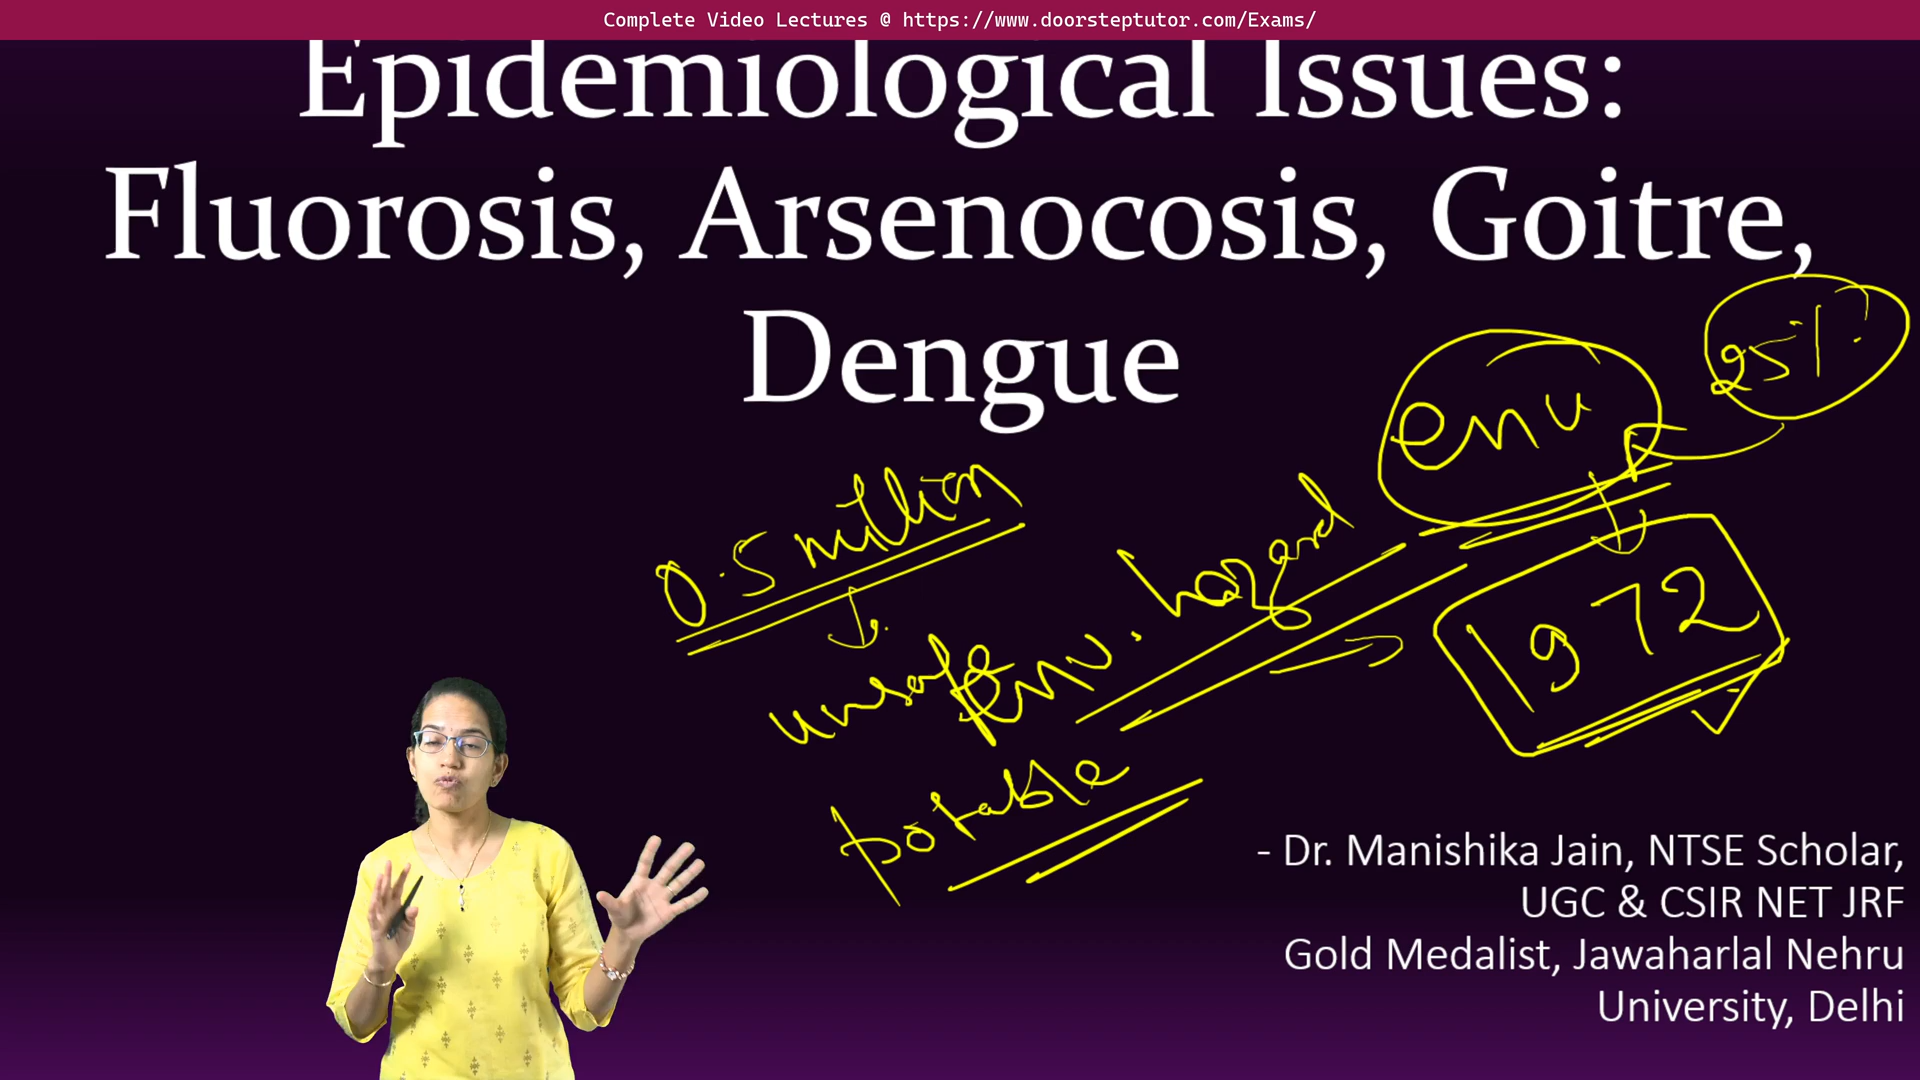 Complete Video Lectures @ https://www.doorsteptutor.com/Exams/
Epidemiological Issues:
Fluorosis, Arsenocosis, Goitre,
Dengue
25%
env
0.5 million
env. hazard
1972
unsafe
potable
- Dr. Manishika Jain, NTSE Scholar,
UGC & CSIR NET JRF
Gold Medalist, Jawaharlal Nehru
University, Delhi